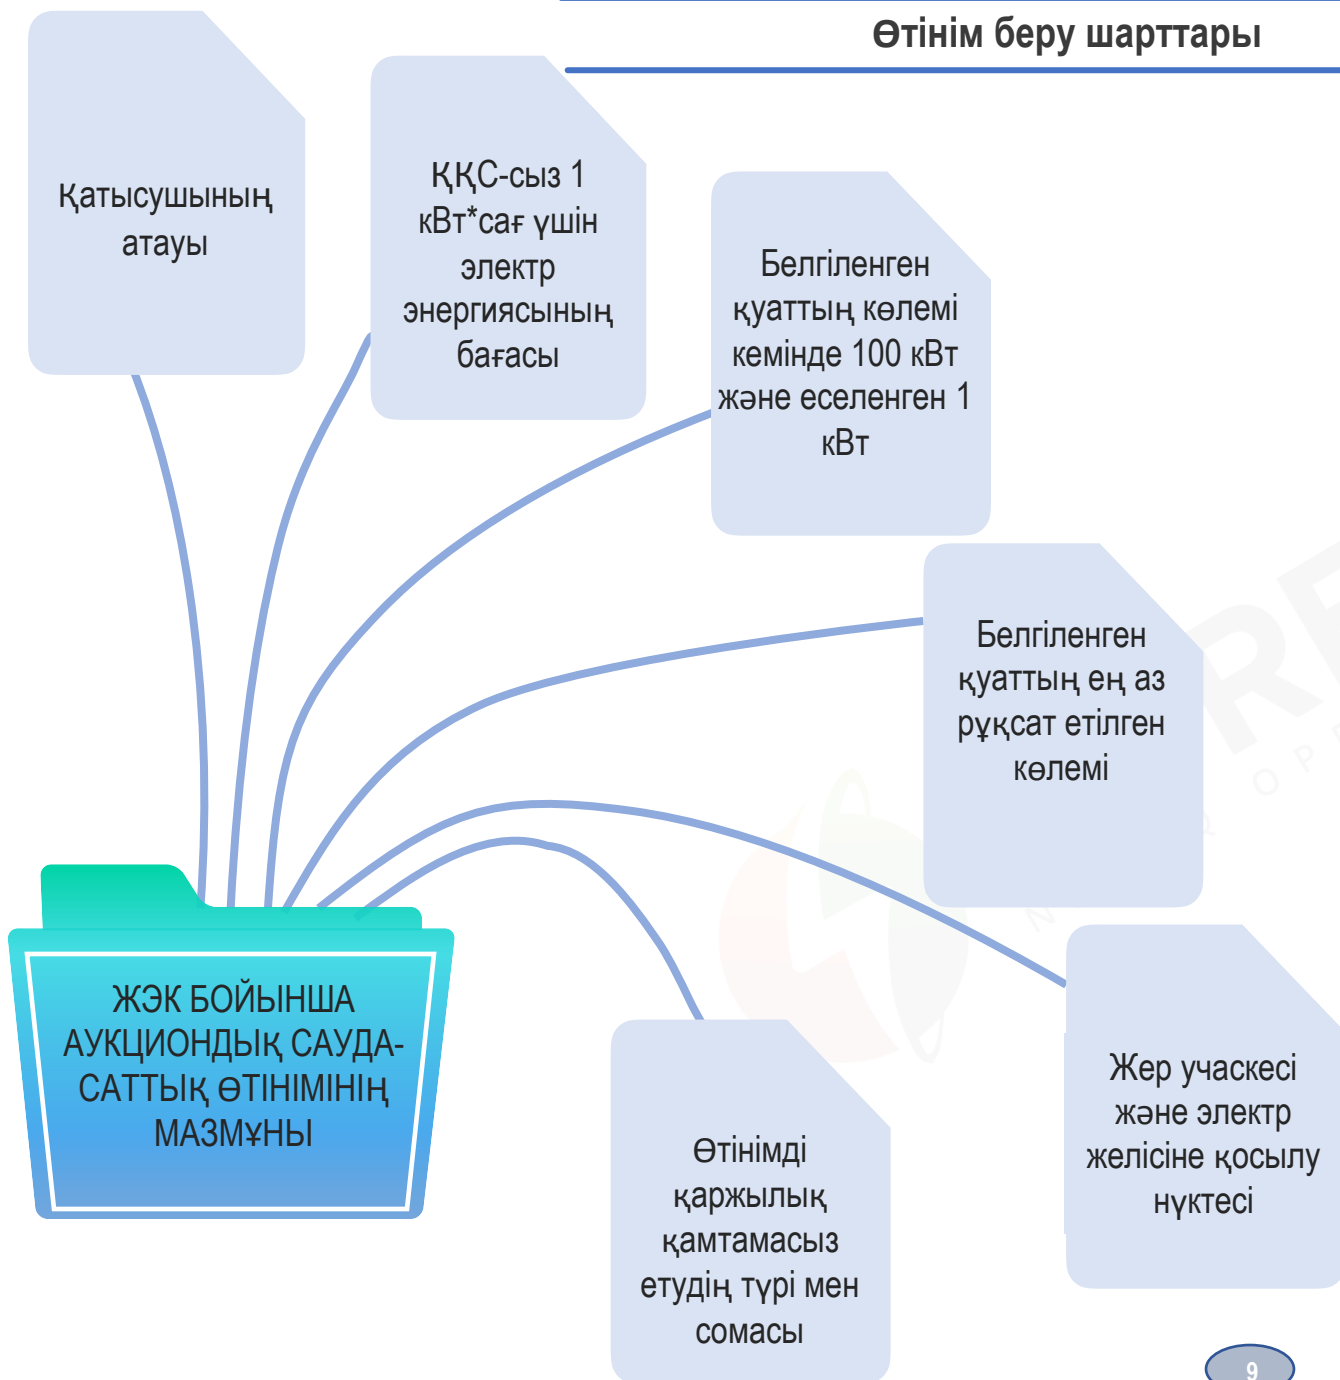 Өтінім беру шарттары
Қатысушының
атауы
ҚҚС-сыз 1
кВт*сағ үшін
электр
энергиясының
бағасы
Белгіленген
қуаттың көлемі
кемінде 100 кВт
және еселенген 1
кВт
Белгіленген
қуаттың ең аз
рұқсат етілген
көлемі
Жер учаскесі
және электр
желісіне қосылу
нүктесі
Өтінімді
қаржылық
қамтамасыз
етудің түрі мен
сомасы
ЖЭК БОЙЫНША
АУКЦИОНДЫҚ САУДА-
САТТЫҚ ӨТІНІМІНІҢ
МАЗМҰНЫ
9